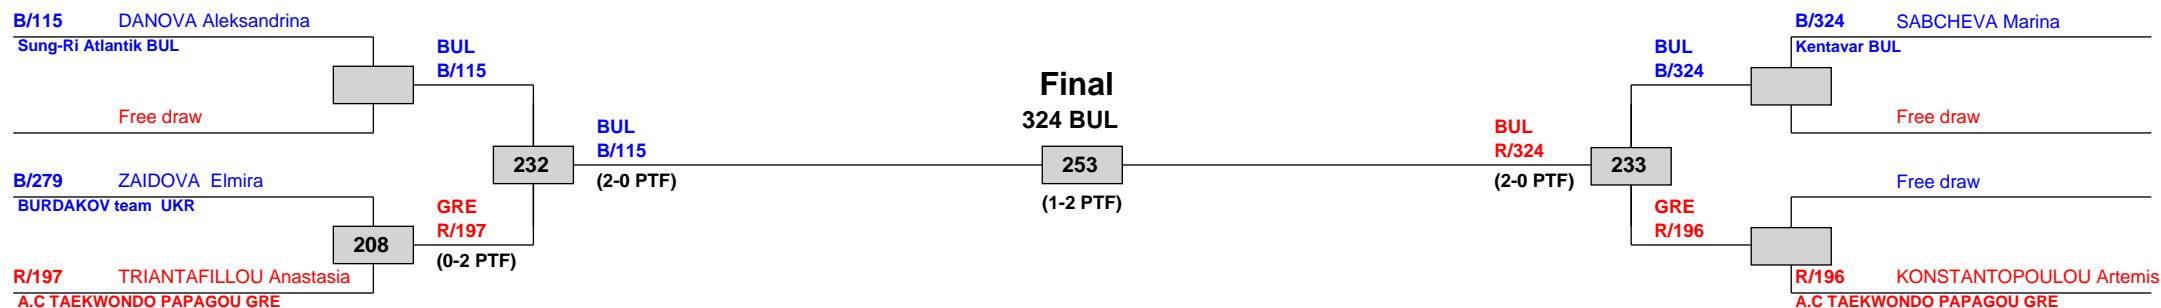 B/115 DANOVA Aleksandrina
Sung-Ri Atlantik BUL
BUL
B/115
Free draw
BUL
B/115
232
(2-0 PTF)
B/279 ZAIDOVA Elmira
BURDAKOV team UKR
GRE
R/197
208
(0-2 PTF)
R/197 TRIANTAFILLOU Anastasia
A.C TAEKWONDO PAPAGOU GRE
Final
324 BUL
253
(1-2 PTF)
B/324 SABCHEVA Marina
Kentavar BUL
BUL
B/324
Free draw
BUL
R/324
233
(2-0 PTF)
Free draw
GRE
R/196
R/196 KONSTANTOPOULOU Artemis
A.C TAEKWONDO PAPAGOU GRE